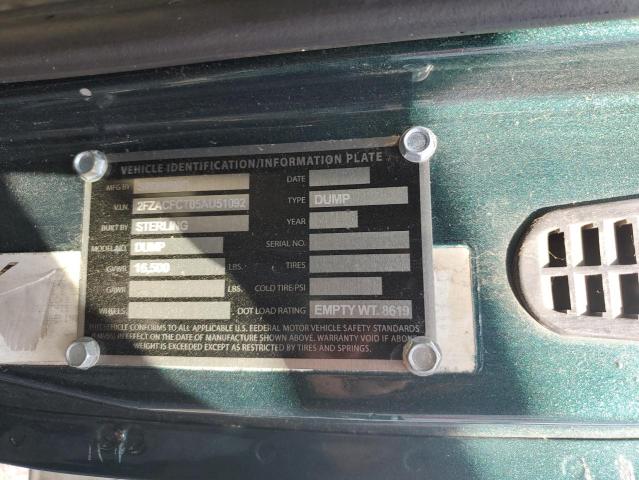 VEHICLE IDENTIFICATION/INFORMATION PLATE
MFG BY
DATE
V.I.N. 2FZACFCT05AU51092
TYPE DUMP
BUILT BY STERLING
YEAR
MODEL NO DUMP
SERIAL NO.
GVWR 16,500 LBS.
TIRES
GVWR LBS.
COLD TIRE/PSI
WHEELS
DOT LOAD RATING EMPTY WT. 8619
THIS VEHICLE CONFORMS TO ALL APPLICABLE U.S. FEDERAL MOTOR VEHICLE SAFETY STANDARDS
IN EFFECT ON THE DATE OF MANUFACTURE SHOWN ABOVE. MAXIMUM LOAD IF ABOVE
WEIGHT IS EXCEEDED EXCEPT AS RESTRICTED BY TIRES AND SPRINGS.